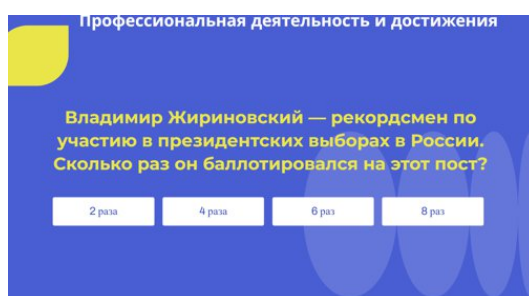 Профессиональная деятельность и достижения
Владимир Жириновский — рекордсмен по
участию в президентских выборах в России.
Сколько раз он баллотировался на этот пост?
2 раза
4 раза
6 раз
8 раз